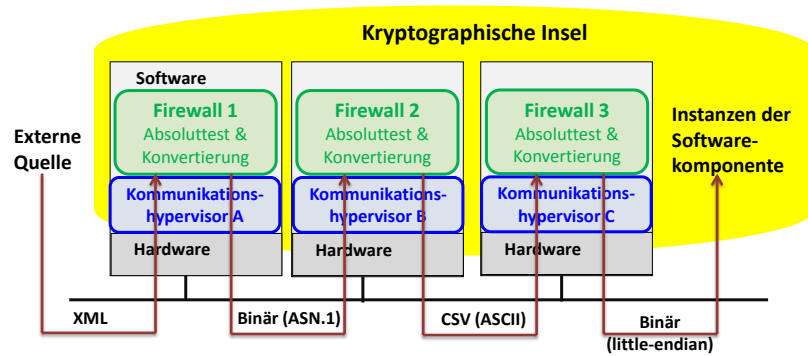 Kryptographische Insel
Software
Firewall 1
Absoluttest &
Konvertierung
Firewall 2
Absoluttest &
Konvertierung
Firewall 3
Absoluttest &
Konvertierung
Externe
Quelle
Instanzen der
Software-
komponente
Kommunikations-
hypervisor A
Kommunikations-
hypervisor B
Kommunikations-
hypervisor C
Hardware
Hardware
Hardware
XML
Binär (ASN.1)
CSV (ASCII)
Binär
(little-endian)